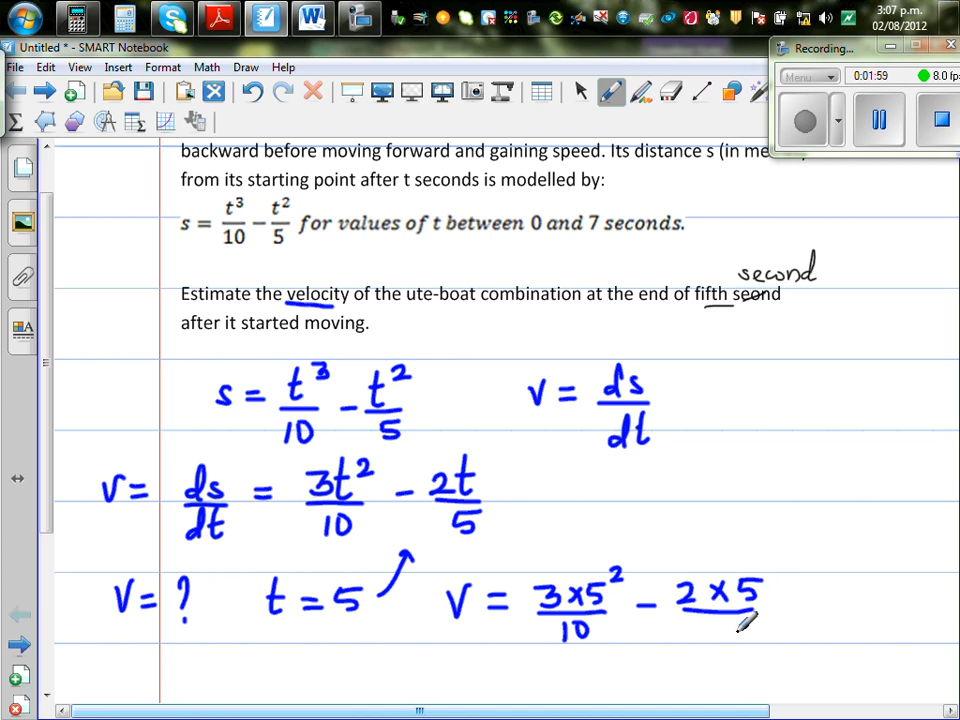 3:07 p.m.
02/08/2012
Untitled * - SMART Notebook
Recording...
File Edit View Insert Format Math Draw Help
Menu 0:01:59 8.0 fp
backward before moving forward and gaining speed. Its distance s (in me
from its starting point after t seconds is modelled by:
s = t³/10 − t²/5 for values of t between 0 and 7 seconds.
second
Estimate the velocity of the ute-boat combination at the end of fifth seond
after it started moving.
s = t³/10 − t²/5 v = ds/dt
v = ds/dt = 3t²/10 − 2t/5
v = ? t = 5 v = 3×5²/10 − 2×5